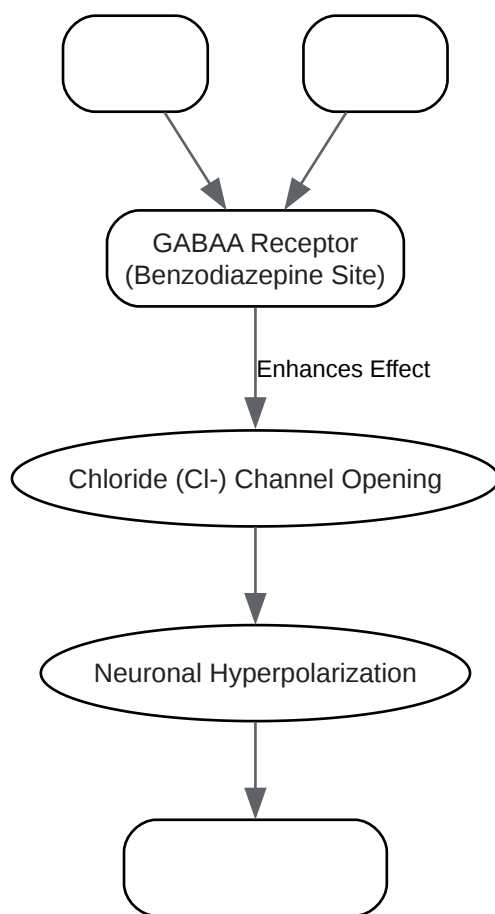 GABAA Receptor
(Benzodiazepine Site)
Enhances Effect
Chloride (Cl-) Channel Opening
Neuronal Hyperpolarization